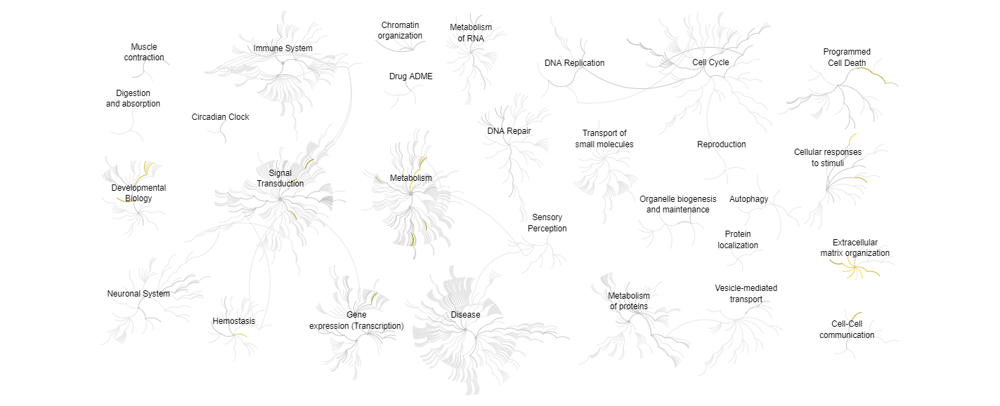 Chromatin
organization
Metabolism
of RNA
Muscle
contraction
Immune System
DNA Replication
Cell Cycle
Programmed
Cell Death
Drug ADME
Digestion
and absorption
Circadian Clock
DNA Repair
Transport of
small molecules
Reproduction
Cellular responses
to stimuli
Developmental
Biology
Signal
Transduction
Metabolism
Organelle biogenesis
and maintenance
Autophagy
Sensory
Perception
Protein
localization
Extracellular
matrix organization
Neuronal System
Hemostasis
Gene
expression (Transcription)
Disease
Metabolism
of proteins
Vesicle-mediated
transport
Cell-Cell
communication